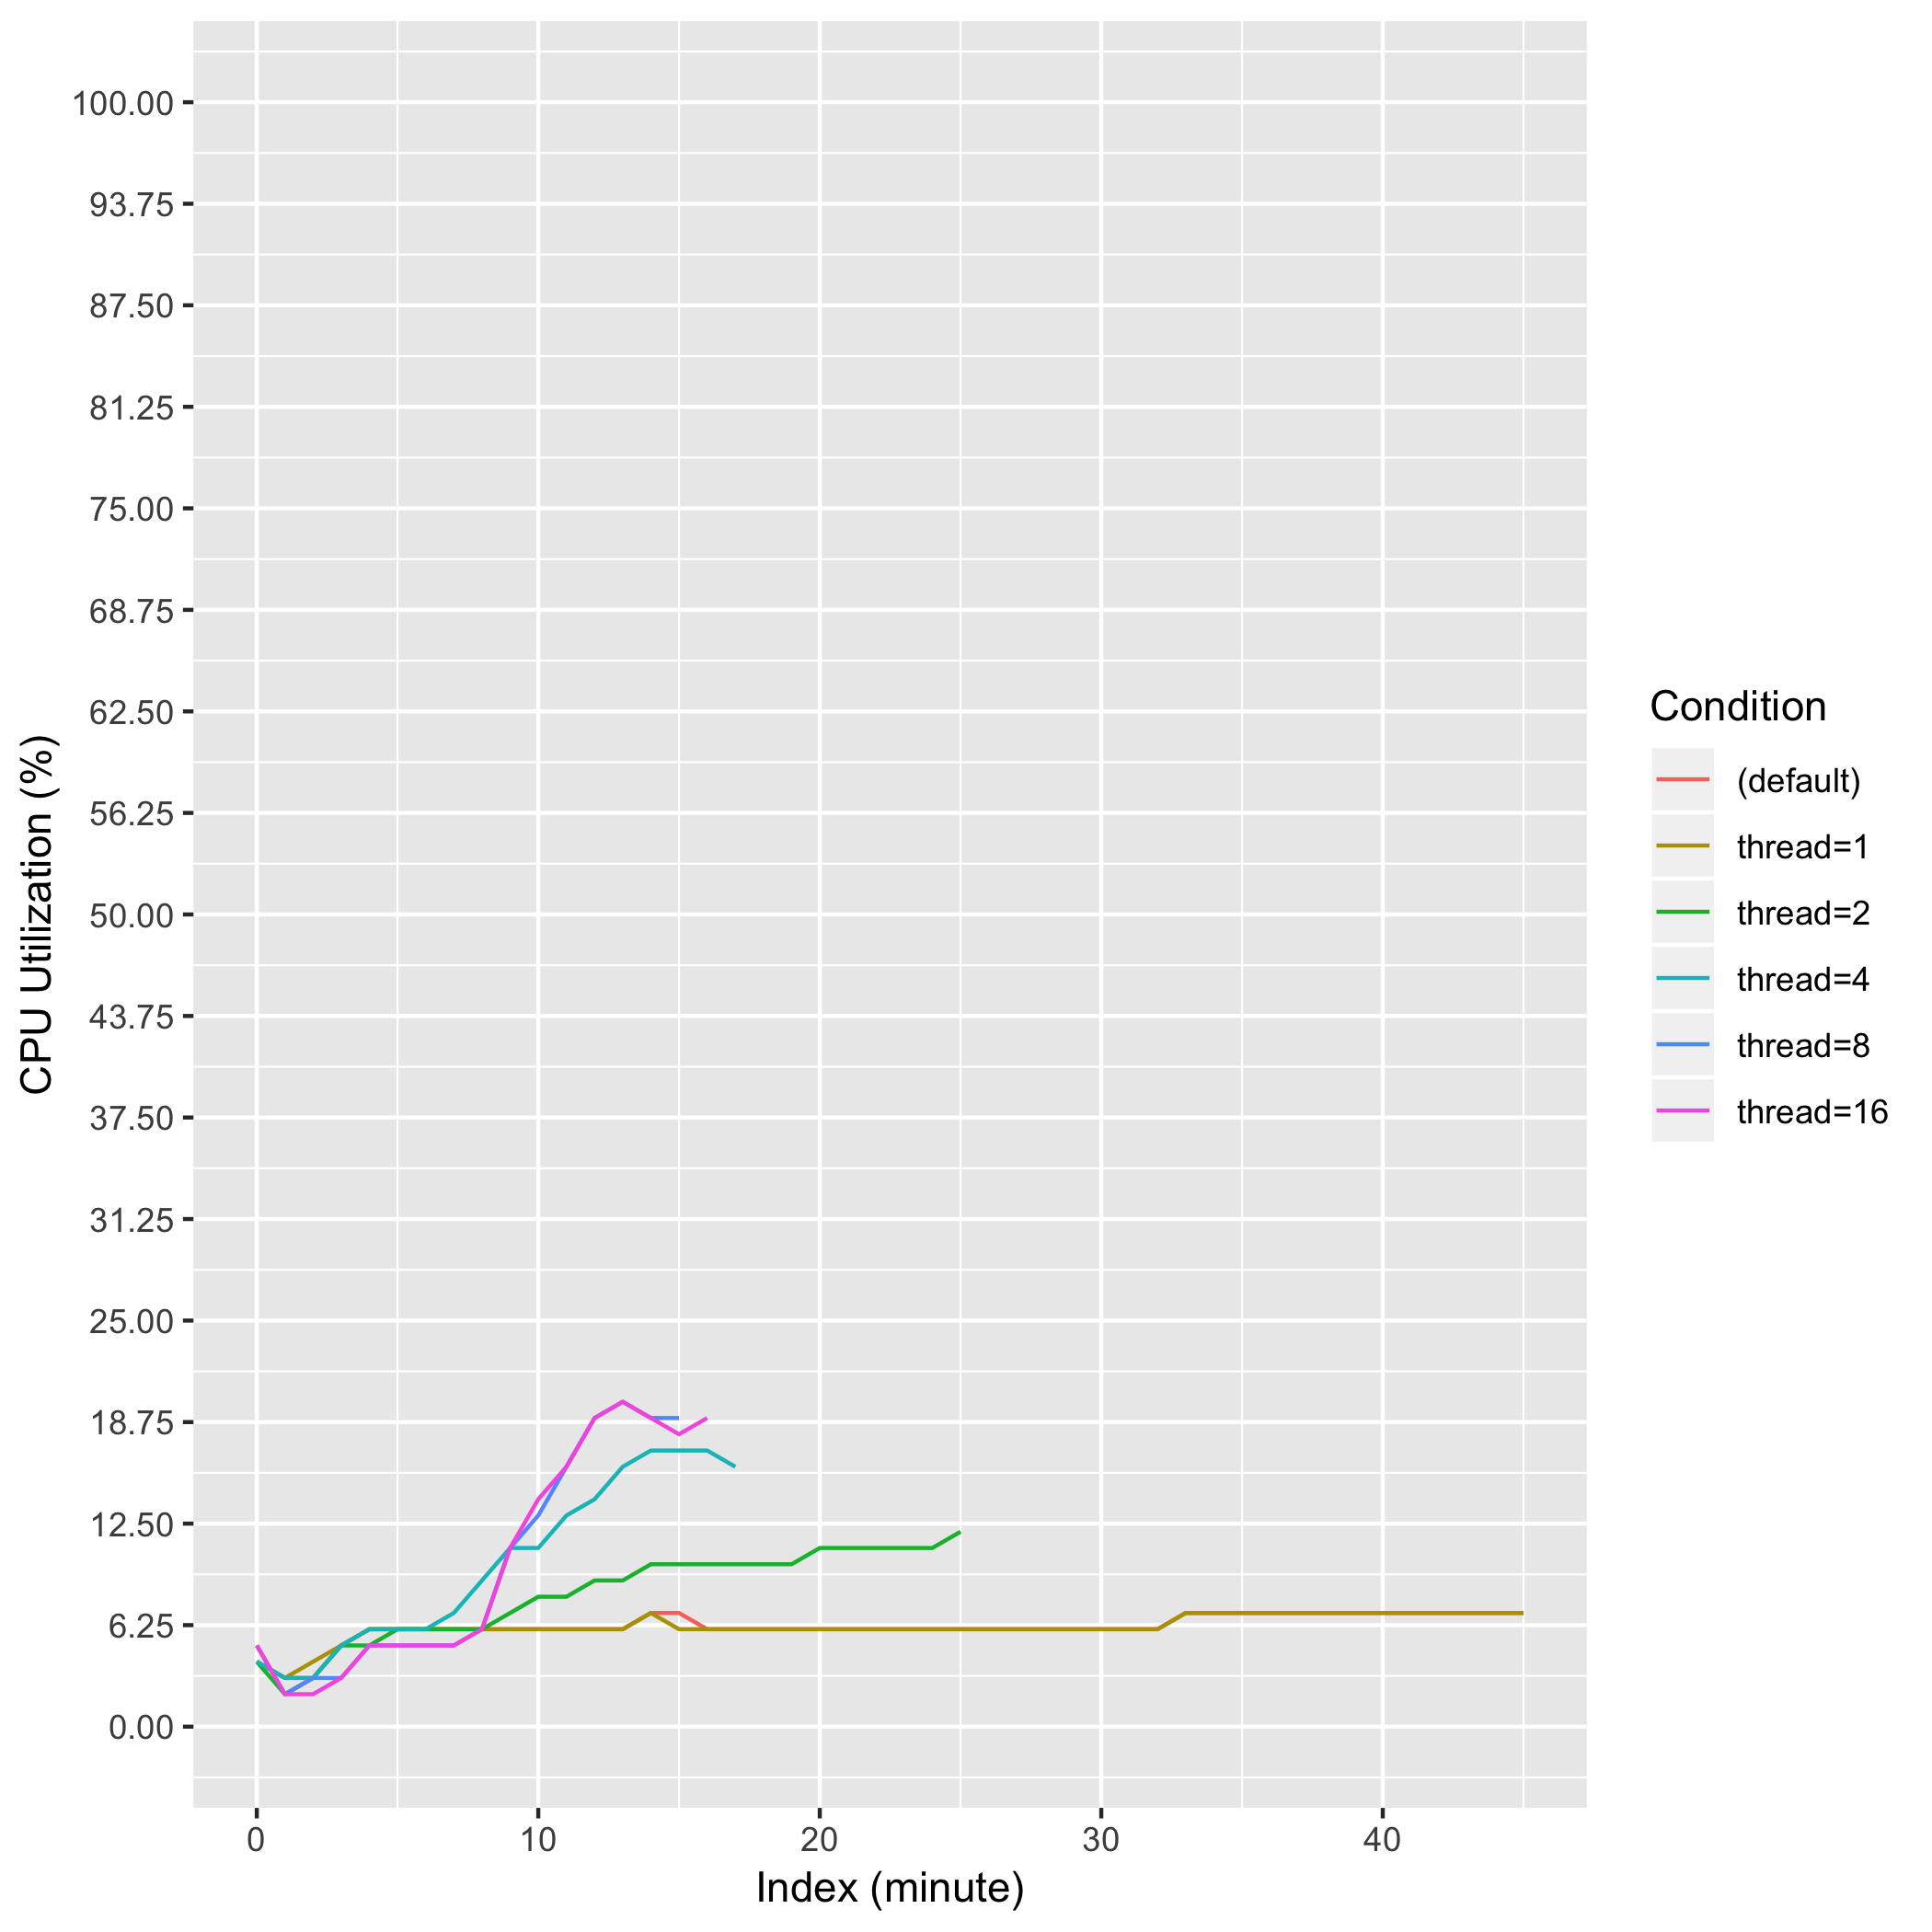 CPU Utilization (%)
100.00
93.75
87.50
81.25
75.00
68.75
62.50
56.25
50.00
43.75
37.50
31.25
25.00
18.75
12.50
6.25
0.00
0 10 20 30 40
Index (minute)
Condition
(default)
thread=1
thread=2
thread=4
thread=8
thread=16